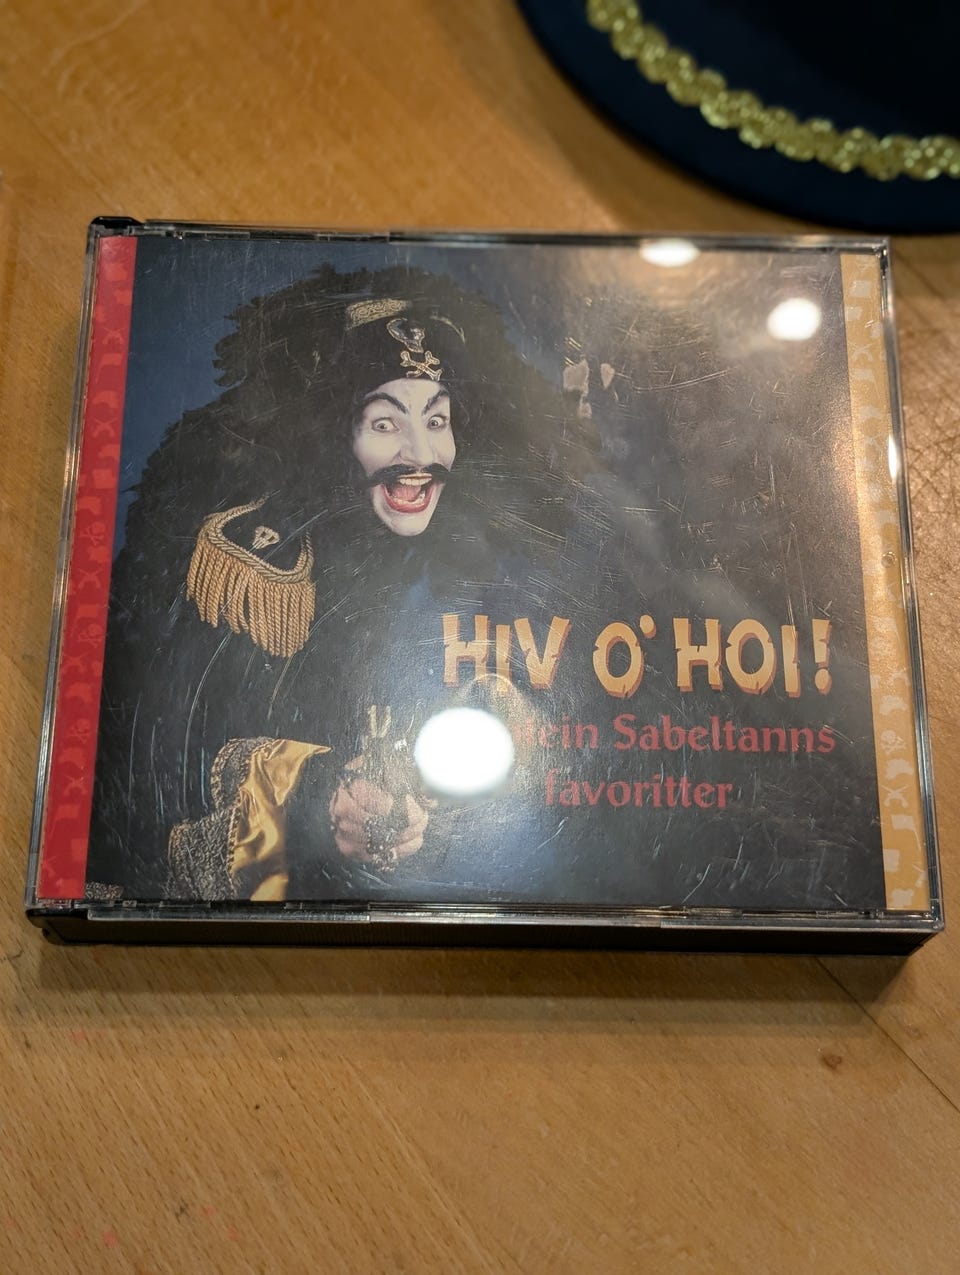 HIV O' HOI!
Sabeltanns
favoritter